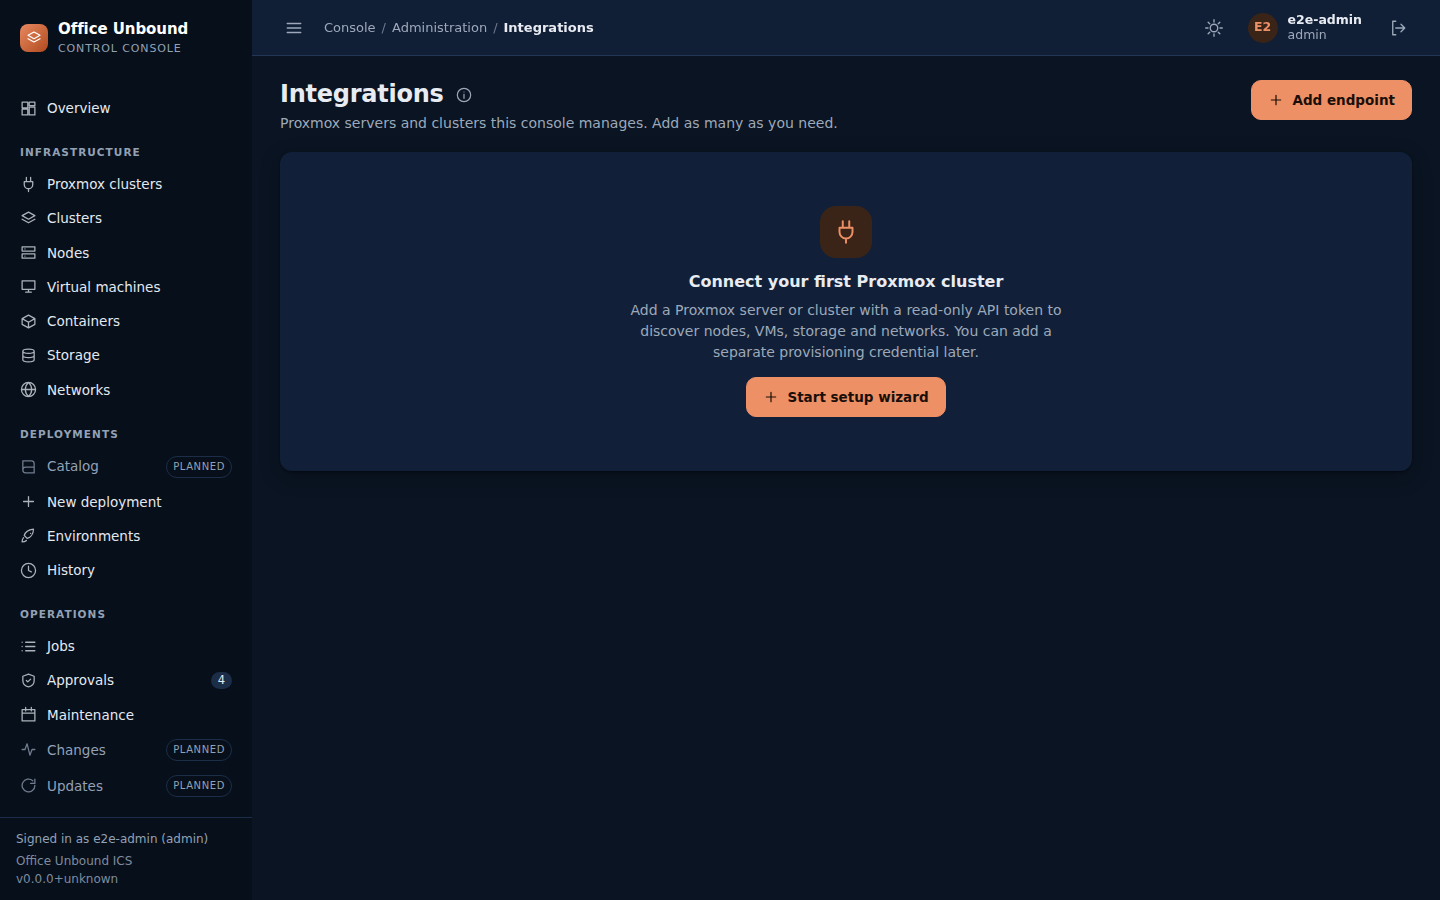 Office Unbound
CONTROL CONSOLE
Overview
INFRASTRUCTURE
Proxmox clusters
Clusters
Nodes
Virtual machines
Containers
Storage
Networks
DEPLOYMENTS
Catalog PLANNED
New deployment
Environments
History
OPERATIONS
Jobs
Approvals 4
Maintenance
Changes PLANNED
Updates PLANNED
Signed in as e2e-admin (admin)
Office Unbound ICS
v0.0.0+unknown
Console / Administration / Integrations
E2 e2e-admin
admin
Integrations
Proxmox servers and clusters this console manages. Add as many as you need.
Add endpoint
Connect your first Proxmox cluster
Add a Proxmox server or cluster with a read-only API token to
discover nodes, VMs, storage and networks. You can add a
separate provisioning credential later.
Start setup wizard